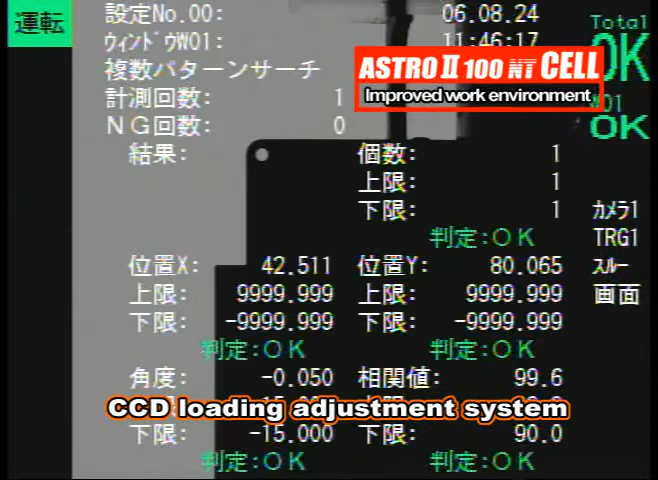 運転
設定No.00: 06.08.24
ウィンドウW01: 11:46:17
Total
OK
複数パターンサーチ
ASTRO II 100 NT CELL
Improved work environment
計測回数: 1
W01
OK
NG回数: 0
結果: 個数: 1
上限: 1
下限: 1
カメラ1
判定:OK
TRG1
位置X: 42.511 位置Y: 80.065
スルー
上限: 9999.999 上限: 9999.999
画面
下限: -9999.999 下限: -9999.999
判定:OK 判定:OK
角度: -0.050 相関値: 99.6
CCD loading adjustment system
下限: -15.000 下限: 90.0
判定:OK 判定:OK